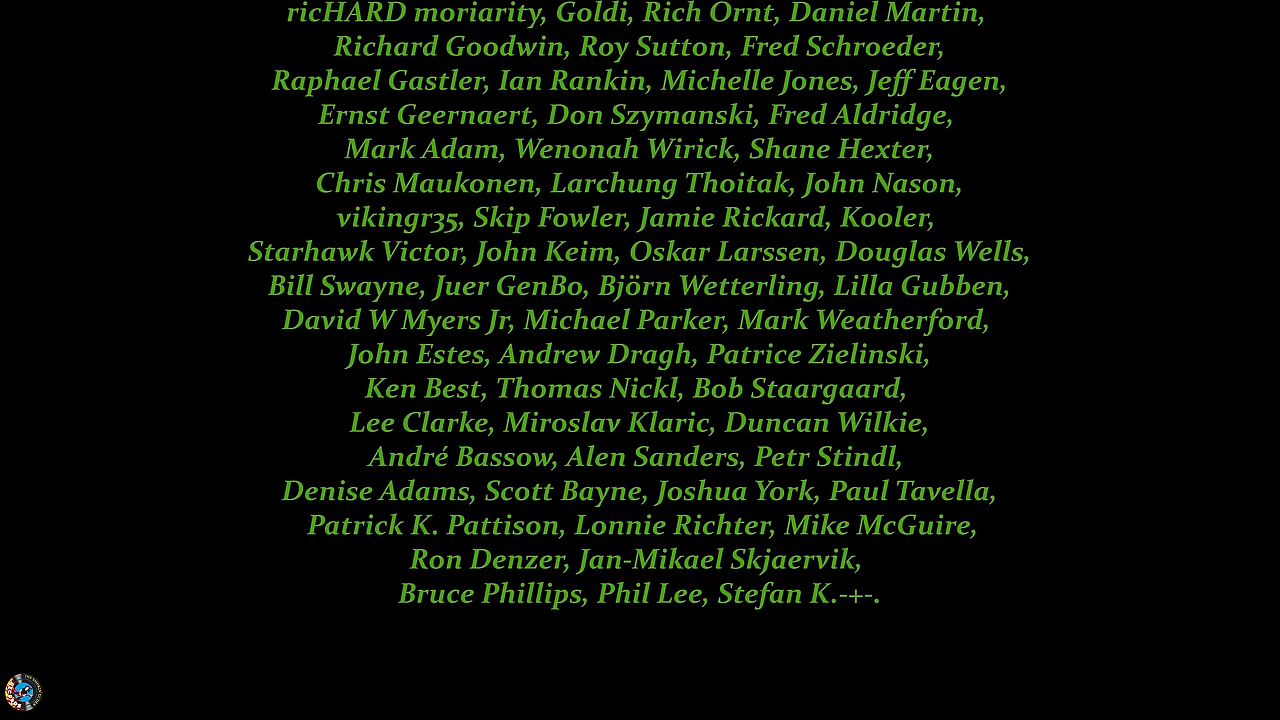 ricHARD moriarity, Goldi, Rich Ornt, Daniel Martin,
Richard Goodwin, Roy Sutton, Fred Schroeder,
Raphael Gastler, Ian Rankin, Michelle Jones, Jeff Eagen,
Ernst Geernaert, Don Szymanski, Fred Aldridge,
Mark Adam, Wenonah Wirick, Shane Hexter,
Chris Maukonen, Larchung Thoitak, John Nason,
vikingr35, Skip Fowler, Jamie Rickard, Kooler,
Starhawk Victor, John Keim, Oskar Larssen, Douglas Wells,
Bill Swayne, Juer GenBo, Björn Wetterling, Lilla Gubben,
David W Myers Jr, Michael Parker, Mark Weatherford,
John Estes, Andrew Dragh, Patrice Zielinski,
Ken Best, Thomas Nickl, Bob Staargaard,
Lee Clarke, Miroslav Klaric, Duncan Wilkie,
André Bassow, Alen Sanders, Petr Stindl,
Denise Adams, Scott Bayne, Joshua York, Paul Tavella,
Patrick K. Pattison, Lonnie Richter, Mike McGuire,
Ron Denzer, Jan-Mikael Skjaervik,
Bruce Phillips, Phil Lee, Stefan K.-+-.